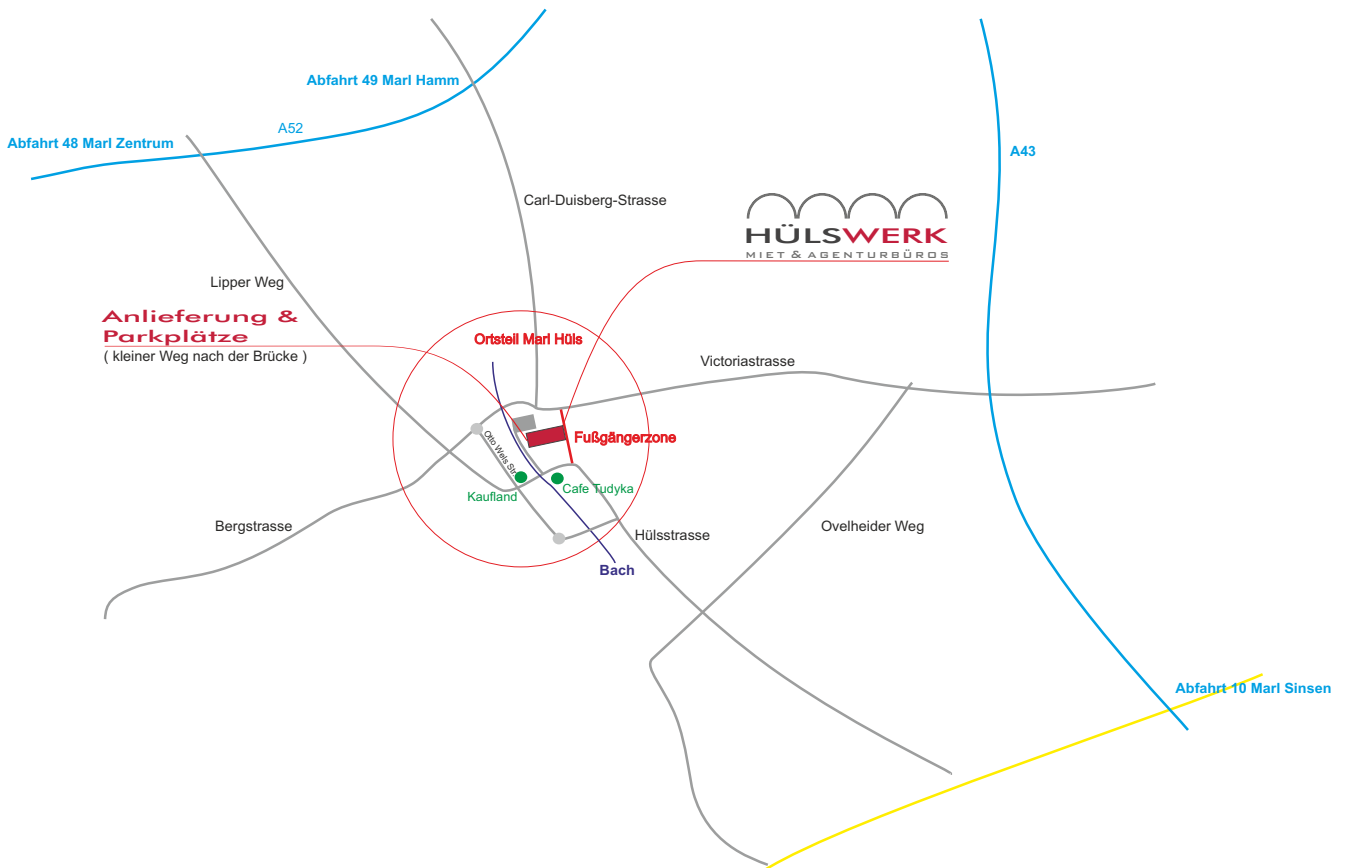 Abfahrt 49 Marl Hamm
A52
Abfahrt 48 Marl Zentrum
A43
Carl-Duisberg-Strasse
HÜLSWERK
MIET & AGENTURBÜROS
Lipper Weg
Anlieferung &
Parkplätze
( kleiner Weg nach der Brücke )
Ortsteil Marl Hüls
Victoriastrasse
Fußgängerzone
Otto Wels Str.
Kaufland
Cafe Tudyka
Bergstrasse
Hülsstrasse
Ovelheider Weg
Bach
Abfahrt 10 Marl Sinsen